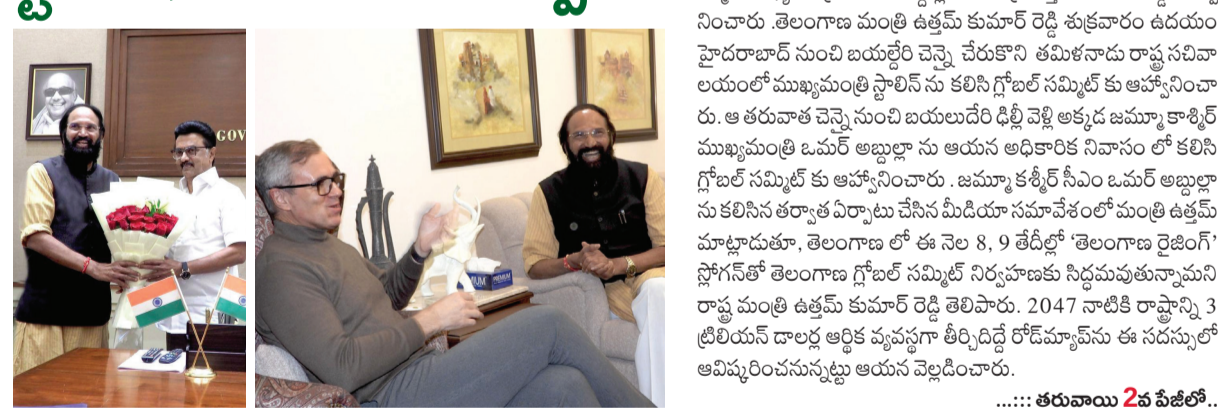 నించారు .తెలంగాణ మంత్రి ఉత్తమ్ కుమార్ రెడ్డి శుక్రవారం ఉదయం
హైదరాబాద్ నుంచి బయల్దేరి చెన్నై చేరుకొని తమిళనాడు రాష్ట్ర సచివా
లయంలో ముఖ్యమంత్రి స్టాలిన్ ను కలిసి గ్లోబల్ సమ్మిట్ కు ఆహ్వానించా
రు. ఆ తరువాత చెన్నై నుంచి బయలుదేరి ఢిల్లీ వెళ్లి అక్కడ జమ్మూ కాశ్మిర్
ముఖ్యమంత్రి ఒమర్ అబ్దుల్లా ను ఆయన అధికారిక నివాసం లో కలిసి
గ్లోబల్ సమ్మిట్ కు ఆహ్వానించారు . జమ్మూ కశ్మీర్ సీఎం ఒమర్ అబ్దుల్లా
ను కలిసిన తర్వాత ఏర్పాటు చేసిన మీడియా సమావేశంలో మంత్రి ఉత్తమ్
మాట్లాడుతూ, తెలంగాణ లో ఈ నెల 8, 9 తేదీల్లో ‘తెలంగాణ రైజింగ్’
స్లోగన్‌తో తెలంగాణ గ్లోబల్ సమ్మిట్ నిర్వహణకు సిద్ధమవుతున్నామని
రాష్ట్ర మంత్రి ఉత్తమ్ కుమార్ రెడ్డి తెలిపారు. 2047 నాటికి రాష్ట్రాన్ని 3
ట్రిలియన్ డాలర్ల ఆర్థిక వ్యవస్థగా తీర్చిదిద్దే రోడ్‌మ్యాప్‌ను ఈ సదస్సులో
ఆవిష్కరించనున్నట్టు ఆయన వెల్లడించారు.
...::: తరువాయి 2వ పేజీలో..
GOV
PREMIUM